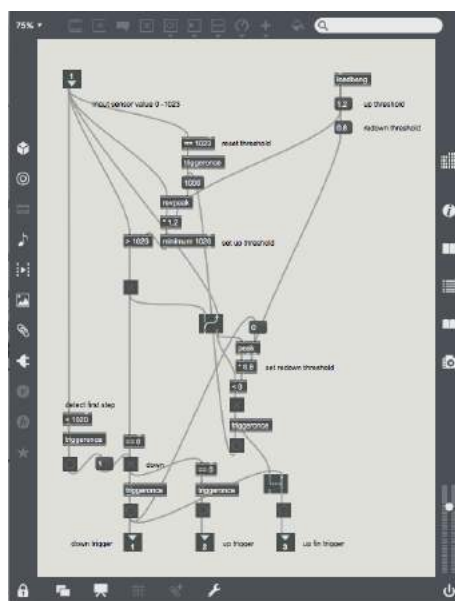 75%
1
loadbang
input sensor value 0 -1023
1.2
up threshold
0.8
redown threshold
== 1023
reset threshold
triggeronce
1000
* 1.2
> 1020
minimum 1020
set up threshold
0
peak
* 0.8
set redown threshold
< 0
detect first step
< 1020
triggeronce
triggeronce
1
== 0
down
== 0
triggeronce
triggeronce
down trigger
1
up trigger
2
up fin trigger
3